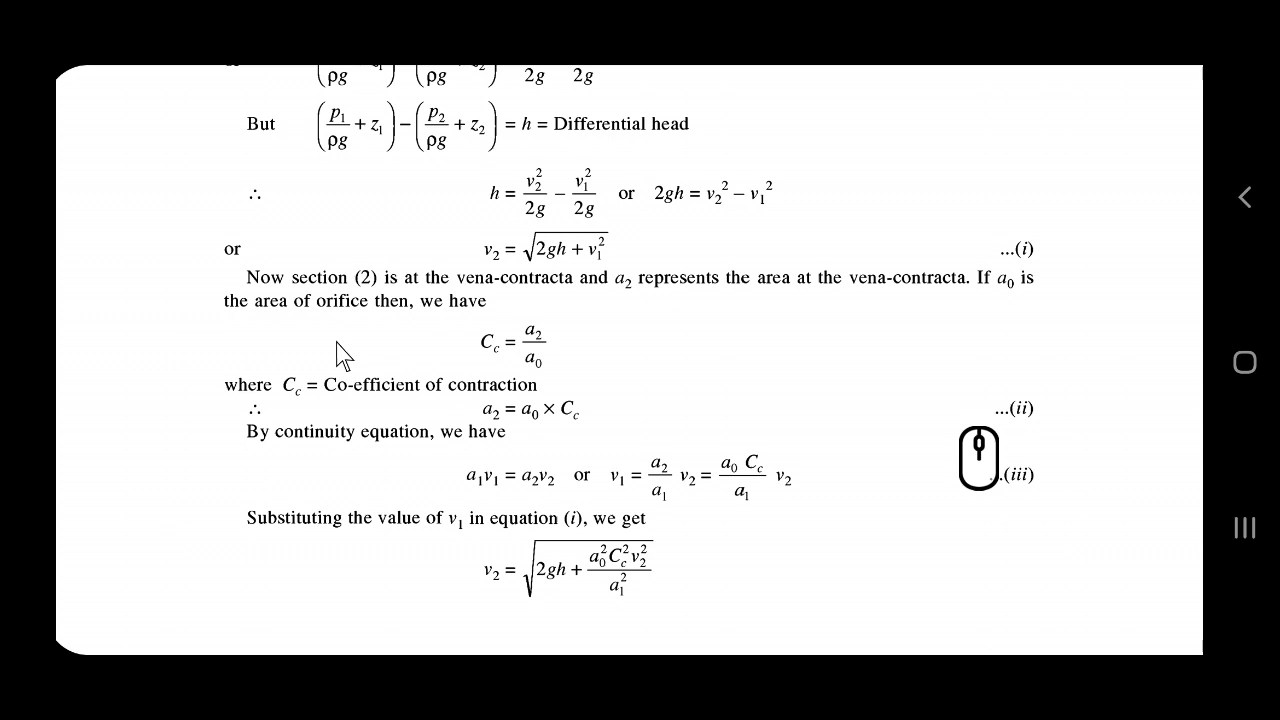 (ρg) (ρg) 2g 2g
But (p₁/ρg + z₁) − (p₂/ρg + z₂) = h = Differential head
∴ h = v₂²/2g − v₁²/2g or 2gh = v₂² − v₁²
or v₂ = √(2gh + v₁²) ...(i)
Now section (2) is at the vena-contracta and a₂ represents the area at the vena-contracta. If a₀ is
the area of orifice then, we have
C_c = a₂/a₀
where C_c = Co-efficient of contraction
∴ a₂ = a₀ × C_c ...(ii)
By continuity equation, we have
a₁v₁ = a₂v₂ or v₁ = a₂/a₁ v₂ = a₀ C_c/a₁ v₂ ...(iii)
Substituting the value of v₁ in equation (i), we get
v₂ = √(2gh + a₀²C_c²v₂²/a₁²)